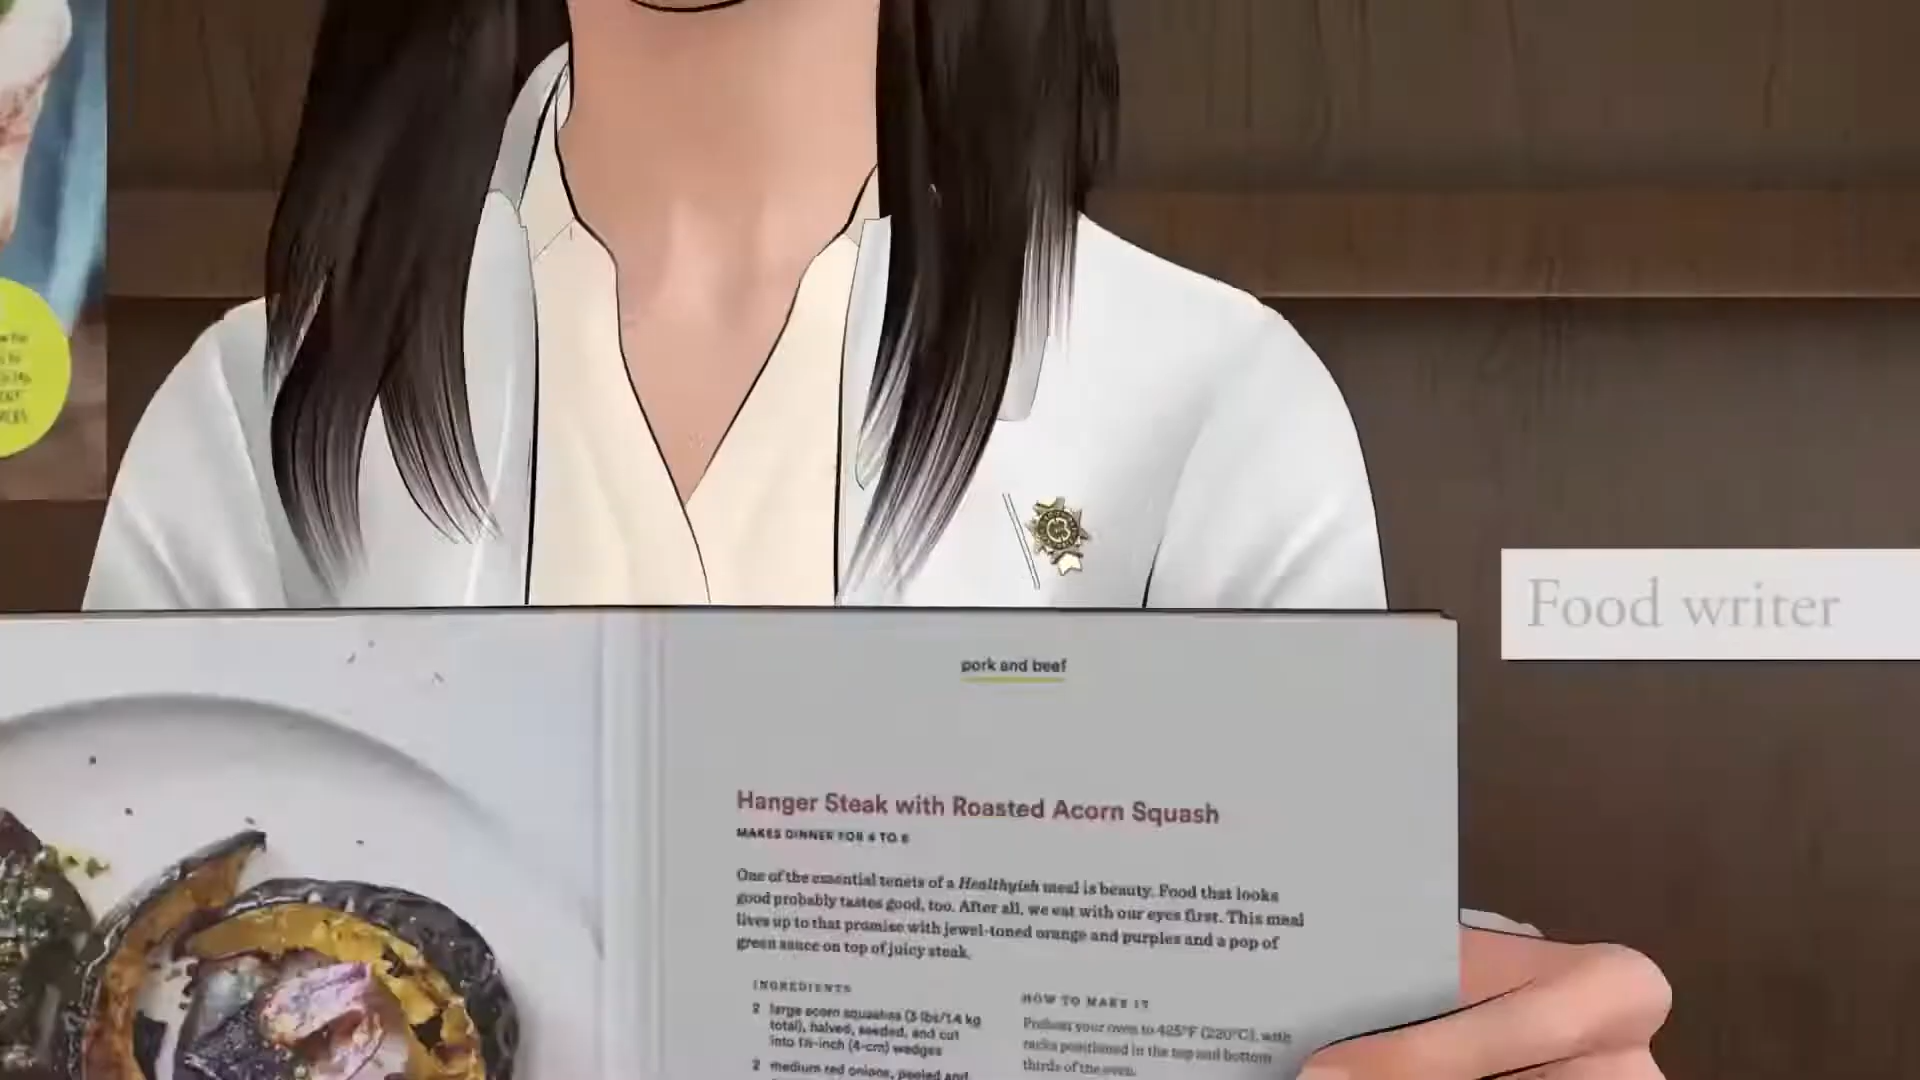 Food writer
pork and beef
Hanger Steak with Roasted Acorn Squash
MAKES DINNER FOR 4 TO 6
One of the essential tenets of a Healthyish meal is beauty. Food that looks
good probably tastes good, too. After all, we eat with our eyes first. This meal
lives up to that promise with jewel-toned orange and purples and a pop of
green sauce on top of juicy steak.
INGREDIENTS
2 large acorn squashes (3 lbs/1.4 kg
total), halved, seeded, and cut
into 1½-inch (4-cm) wedges
2 medium red onions, peeled and
HOW TO MAKE IT
Preheat your oven to 425°F (220°C), with
racks positioned in the top and bottom
thirds of the oven.